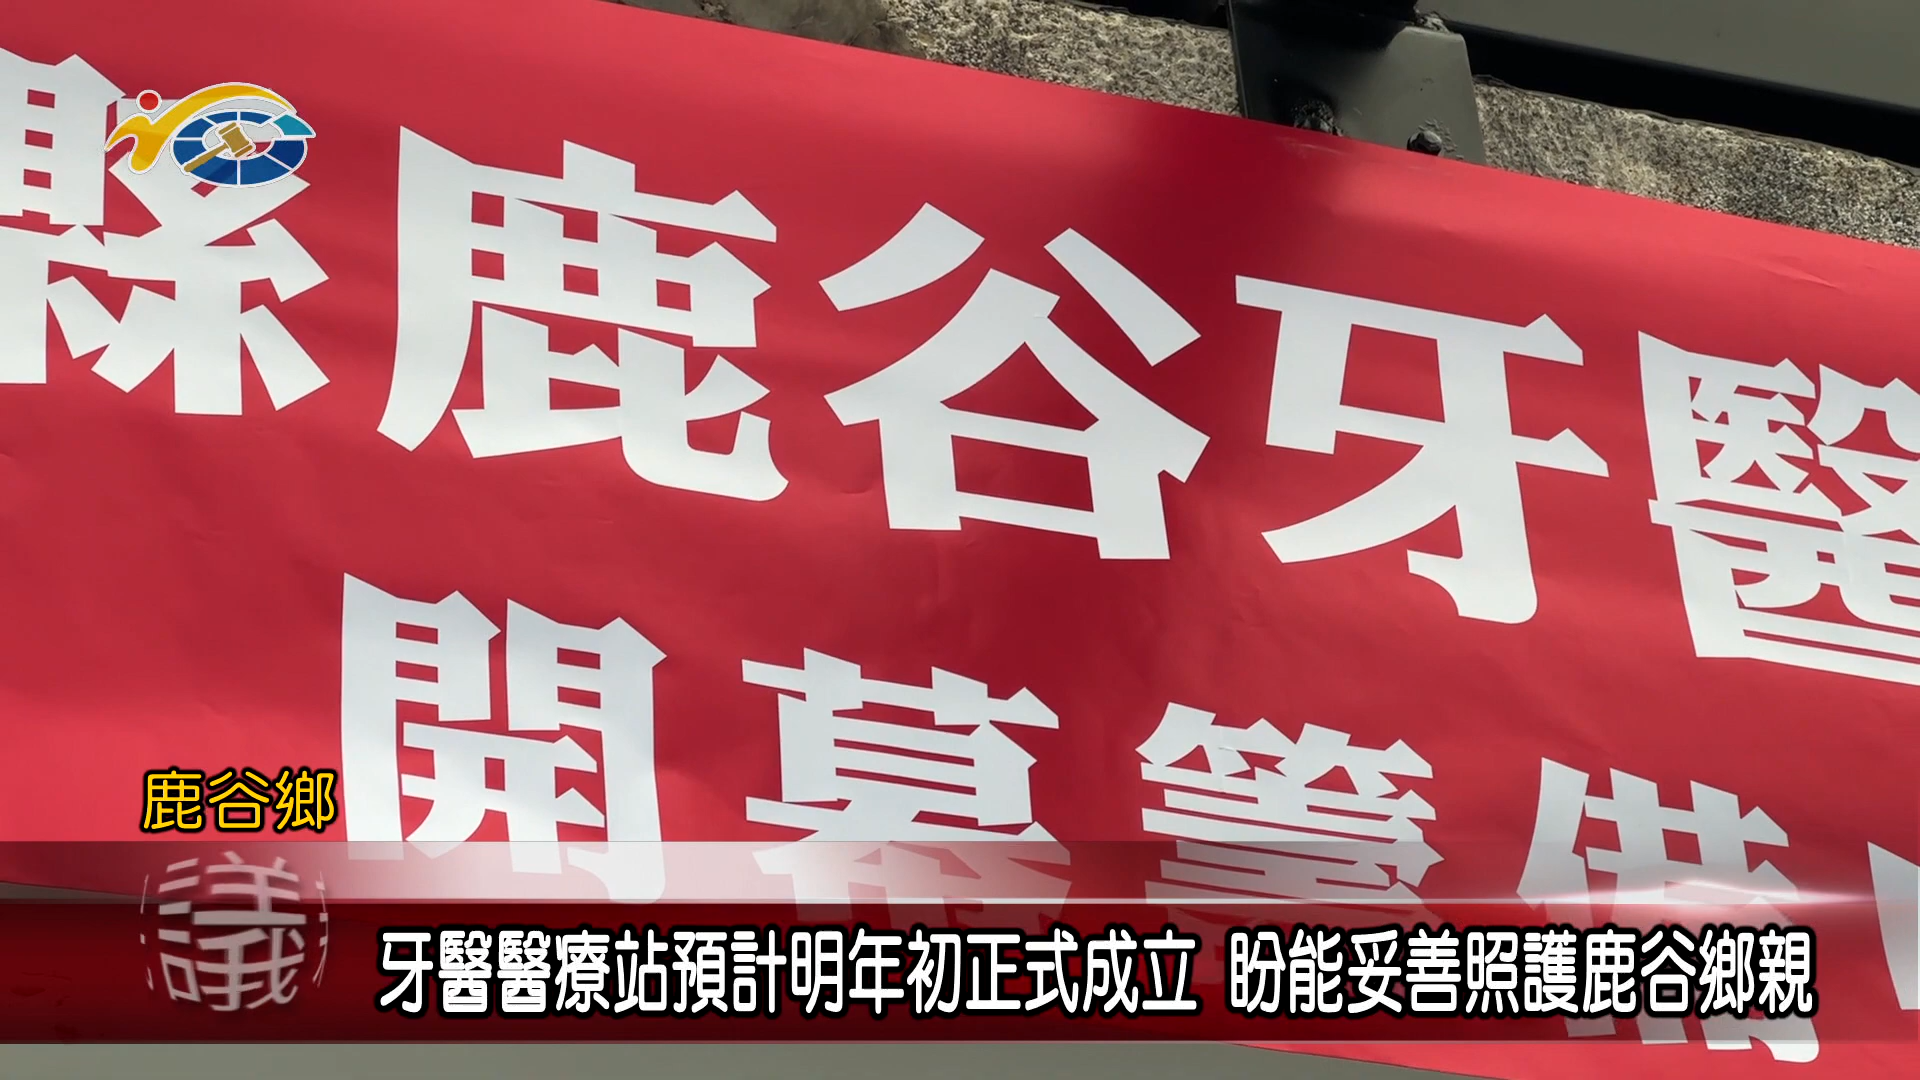 縣鹿谷牙醫
開幕籌備
鹿谷鄉
議
牙醫醫療站預計明年初正式成立 盼能妥善照護鹿谷鄉親